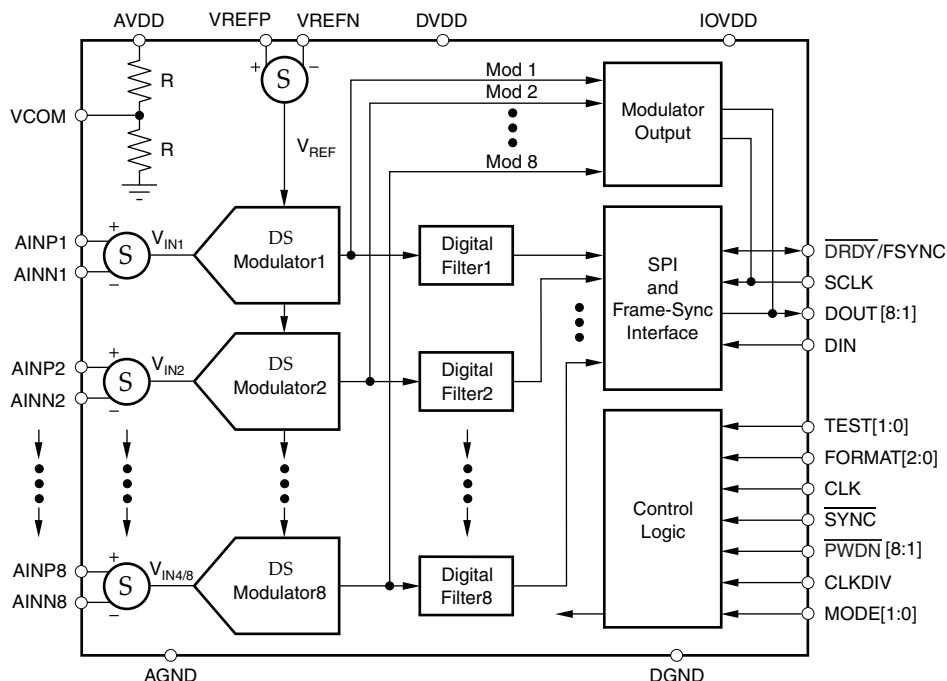 AVDD
VREFP
VREFN
DVDD
IOVDD
R
VCOM
R
+
S
−
VREF
Mod 1
Mod 2
Mod 8
Modulator
Output
AINP1
AINN1
+
S
−
VIN1
DS
Modulator1
Digital
Filter1
SPI
and
Frame-Sync
Interface
DRDY/FSYNC
SCLK
DOUT[8:1]
DIN
AINP2
AINN2
+
S
−
VIN2
DS
Modulator2
Digital
Filter2
TEST[1:0]
FORMAT[2:0]
CLK
SYNC
PWDN[8:1]
CLKDIV
MODE[1:0]
Control
Logic
AINP8
AINN8
+
S
−
VIN4/8
DS
Modulator8
Digital
Filter8
AGND
DGND